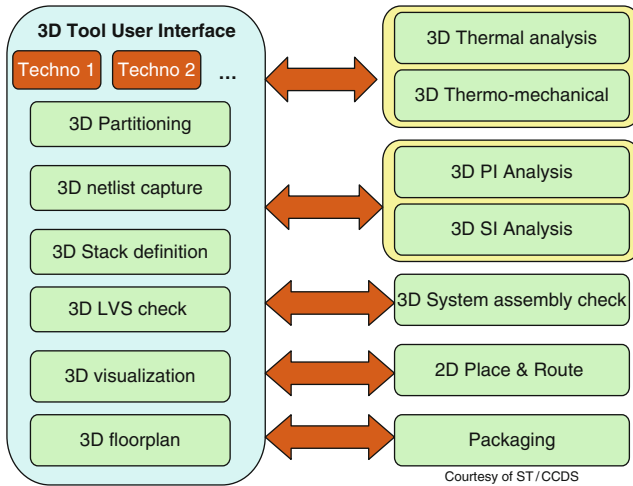 3D Tool User Interface
Techno 1
Techno 2
...
3D Partitioning
3D netlist capture
3D Stack definition
3D LVS check
3D visualization
3D floorplan
3D Thermal analysis
3D Thermo-mechanical
3D PI Analysis
3D SI Analysis
3D System assembly check
2D Place & Route
Packaging
Courtesy of ST/CCDS